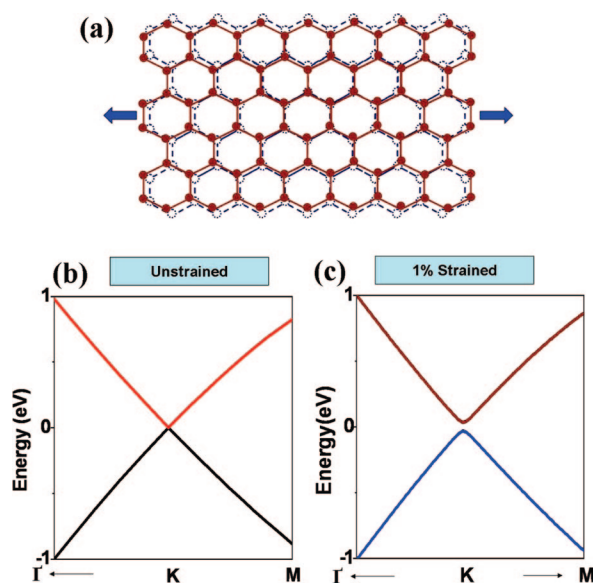 (a)
(b)
Unstrained
(c)
1% Strained
1
0
-1
Energy (eV)
Γ
K
M
1
0
-1
Energy(eV)
Γ
K
M